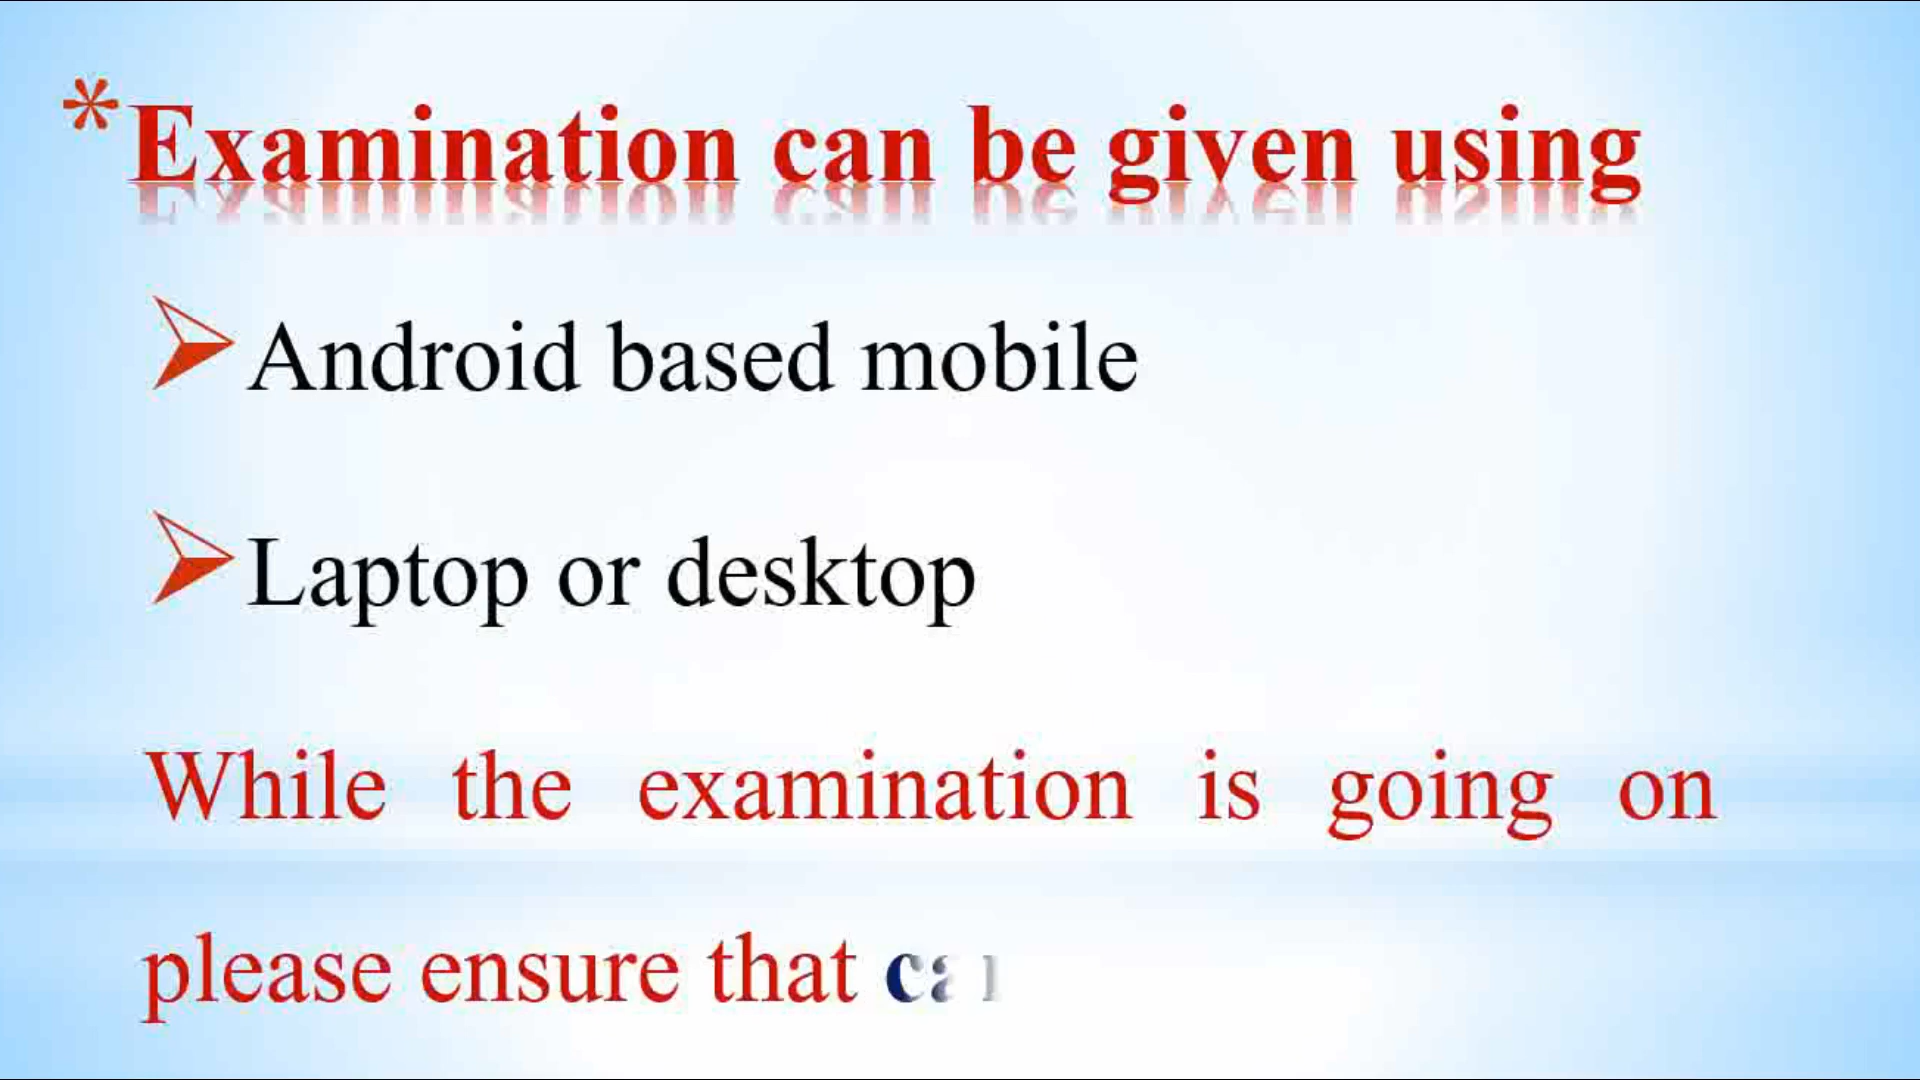 * Examination can be given using
➢ Android based mobile
➢ Laptop or desktop
While the examination is going on
please ensure that